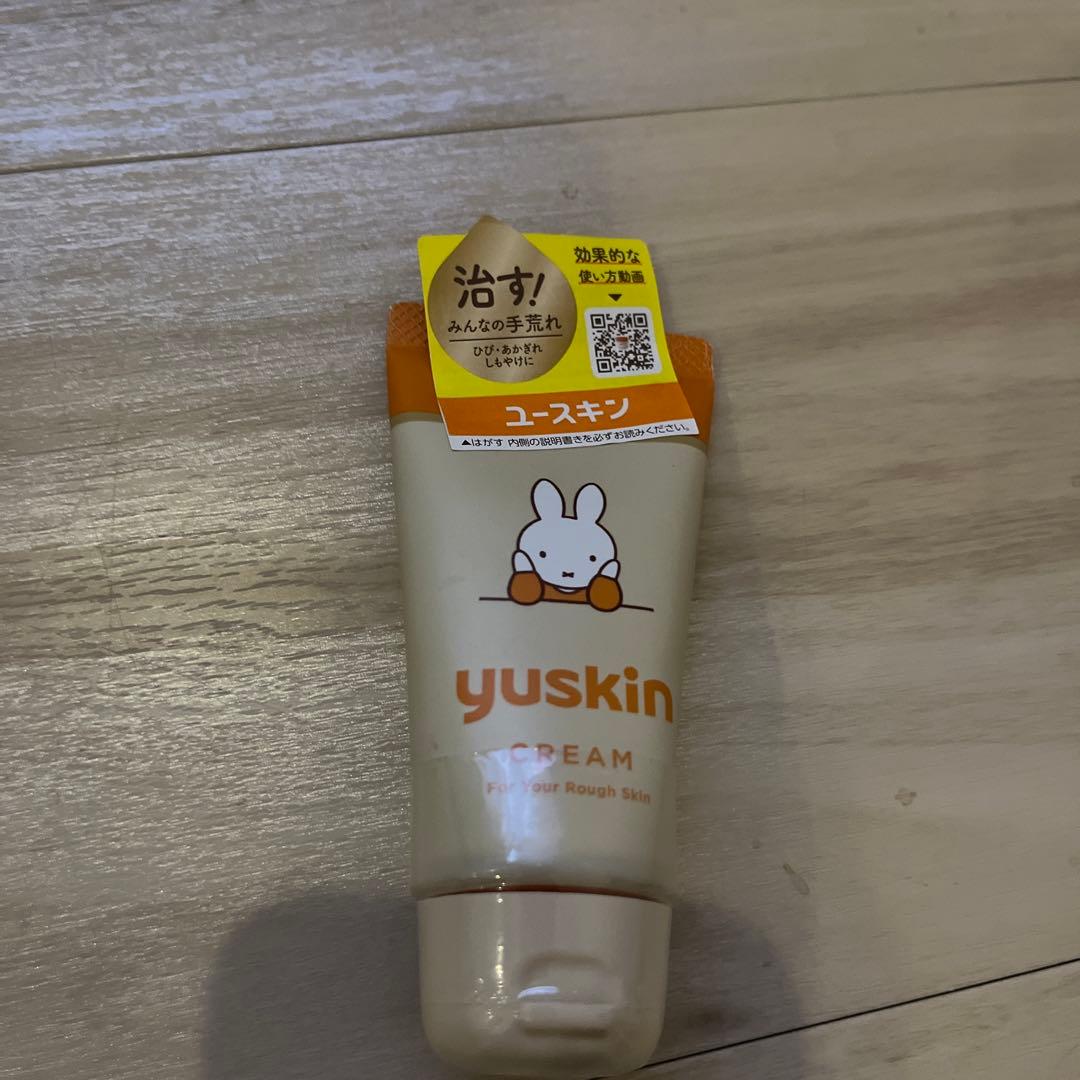 治す!
みんなの手荒れ
ひび・あかぎれ
しもやけに
効果的な
使い方動画
▼
ユースキン
▲はがす 内側の説明書きを必ずお読みください。
yuskin
CREAM
For Your Rough Skin